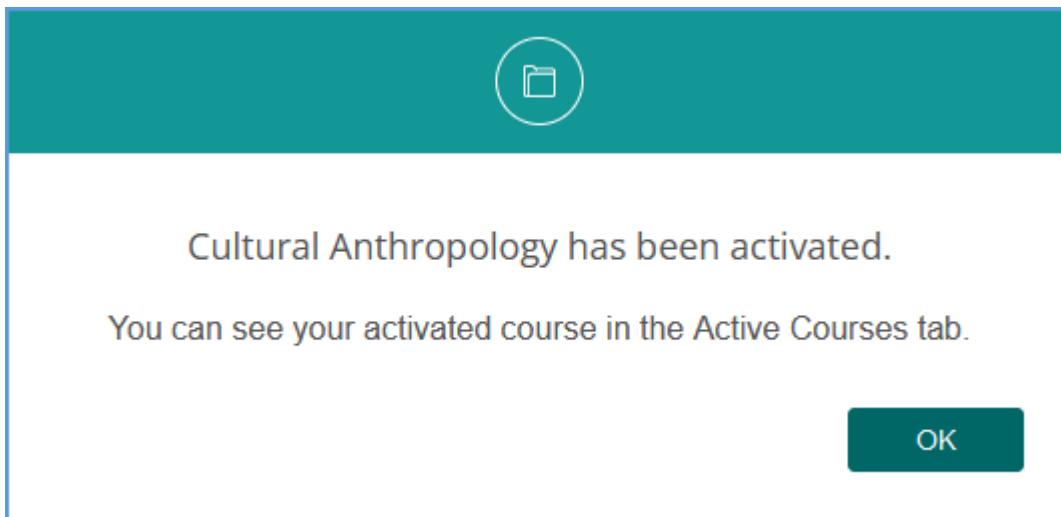 Cultural Anthropology has been activated.
You can see your activated course in the Active Courses tab.
OK